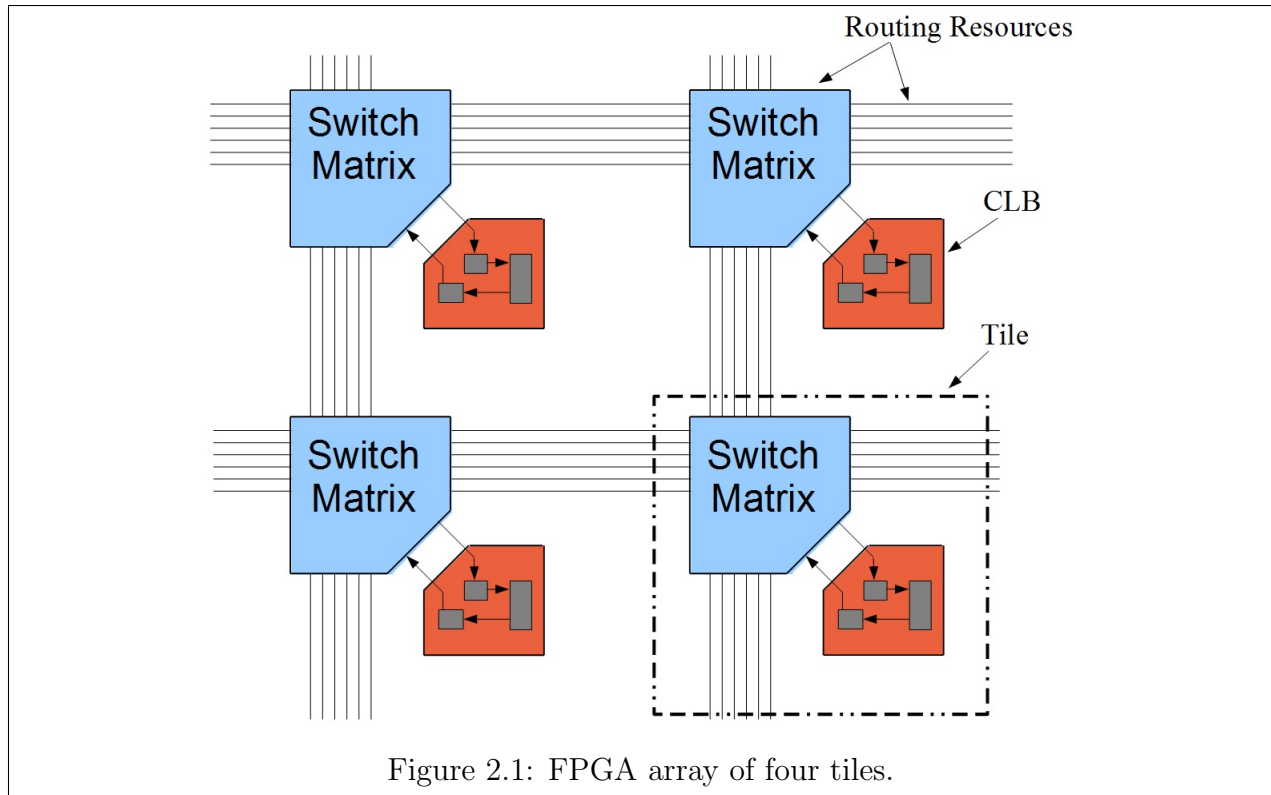 Routing Resources
Switch
Matrix
Switch
Matrix
CLB
Tile
Switch
Matrix
Switch
Matrix
Figure 2.1: FPGA array of four tiles.